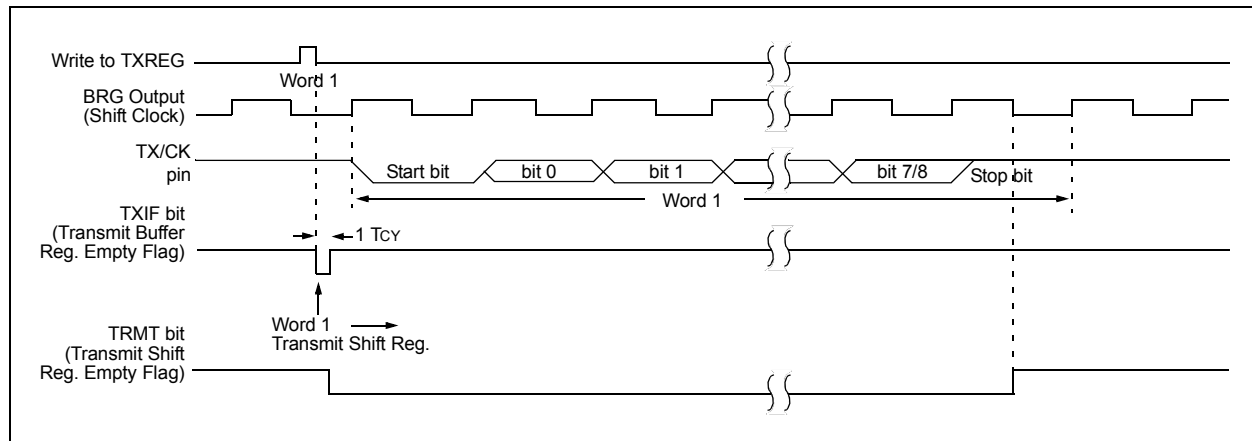 Write to TXREG
Word 1
BRG Output
(Shift Clock)
TX/CK
pin
Start bit
bit 0
bit 1
bit 7/8
Stop bit
Word 1
TXIF bit
(Transmit Buffer
Reg. Empty Flag)
1 TCY
Word 1
Transmit Shift Reg.
TRMT bit
(Transmit Shift
Reg. Empty Flag)